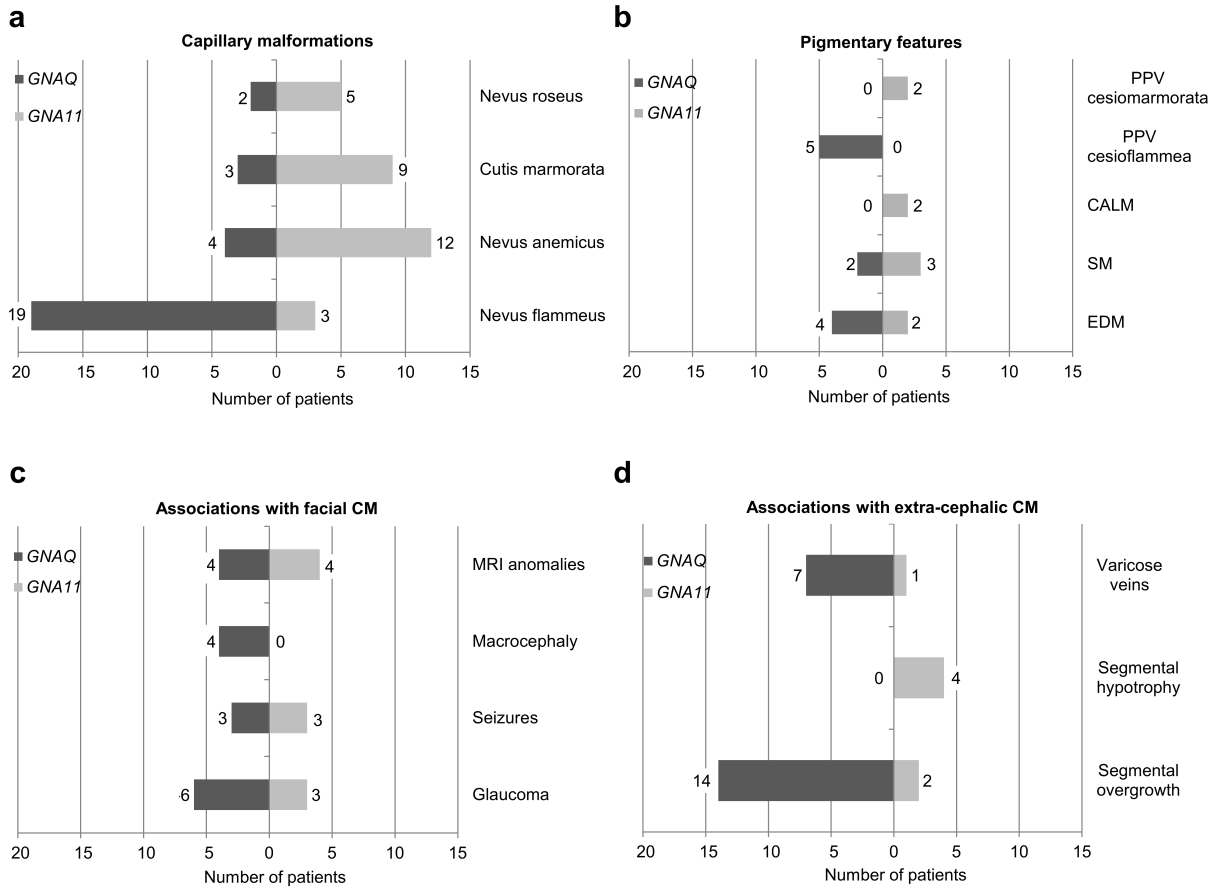 a
Capillary malformations
GNAQ
GNA11
2
5
Nevus roseus
3
9
Cutis marmorata
4
12
Nevus anemicus
19
3
Nevus flammeus
20 15 10 5 0 5 10 15
Number of patients
b
Pigmentary features
GNAQ
GNA11
0
2
PPV
cesiomarmorata
5
0
PPV
cesioflammea
0
2
CALM
2
3
SM
4
2
EDM
20 15 10 5 0 5 10 15
Number of patients
c
Associations with facial CM
GNAQ
GNA11
4
4
MRI anomalies
4
0
Macrocephaly
3
3
Seizures
6
3
Glaucoma
20 15 10 5 0 5 10 15
Number of patients
d
Associations with extra-cephalic CM
GNAQ
GNA11
7
1
Varicose
veins
0
4
Segmental
hypotrophy
14
2
Segmental
overgrowth
20 15 10 5 0 5 10 15
Number of patients